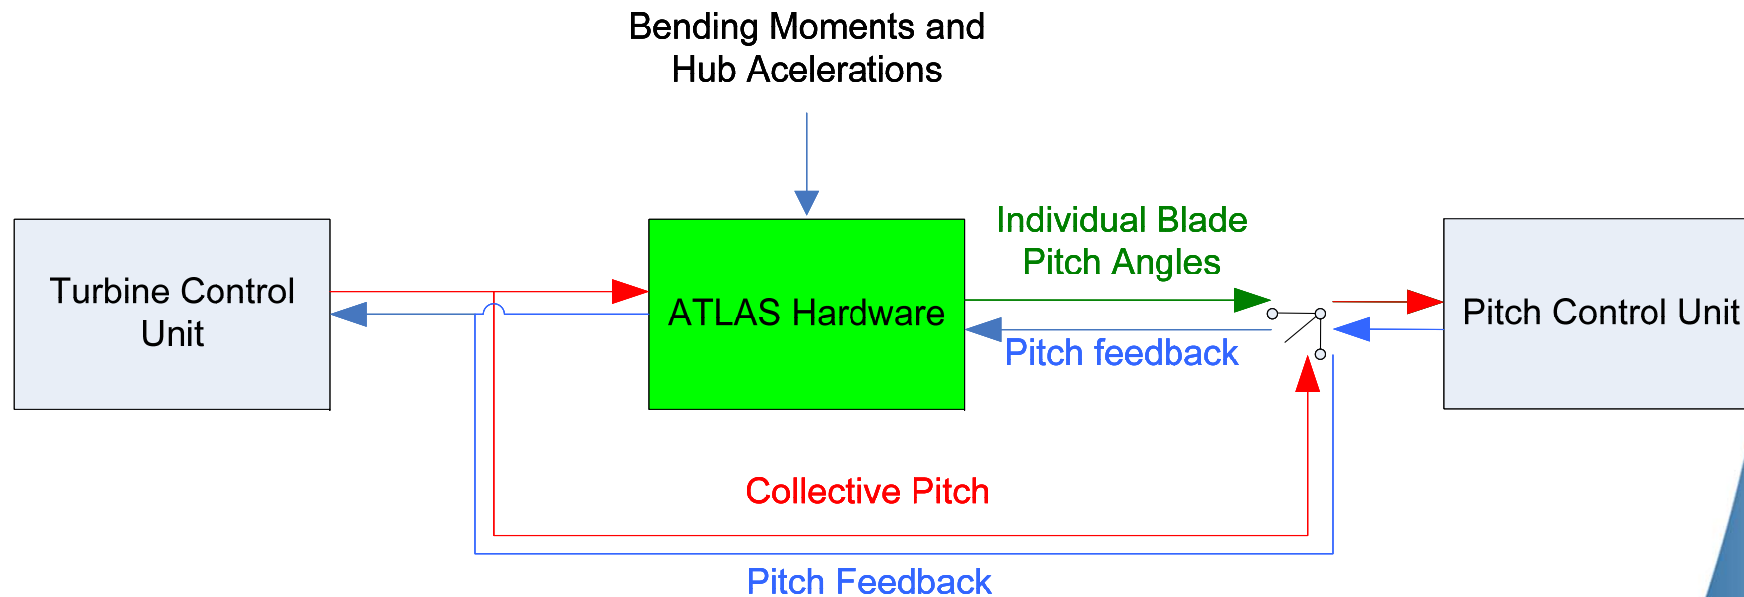 Bending Moments and
Hub Acelerations
Individual Blade
Pitch Angles
Turbine Control
Unit
ATLAS Hardware
Pitch Control Unit
Pitch feedback
Collective Pitch
Pitch Feedback